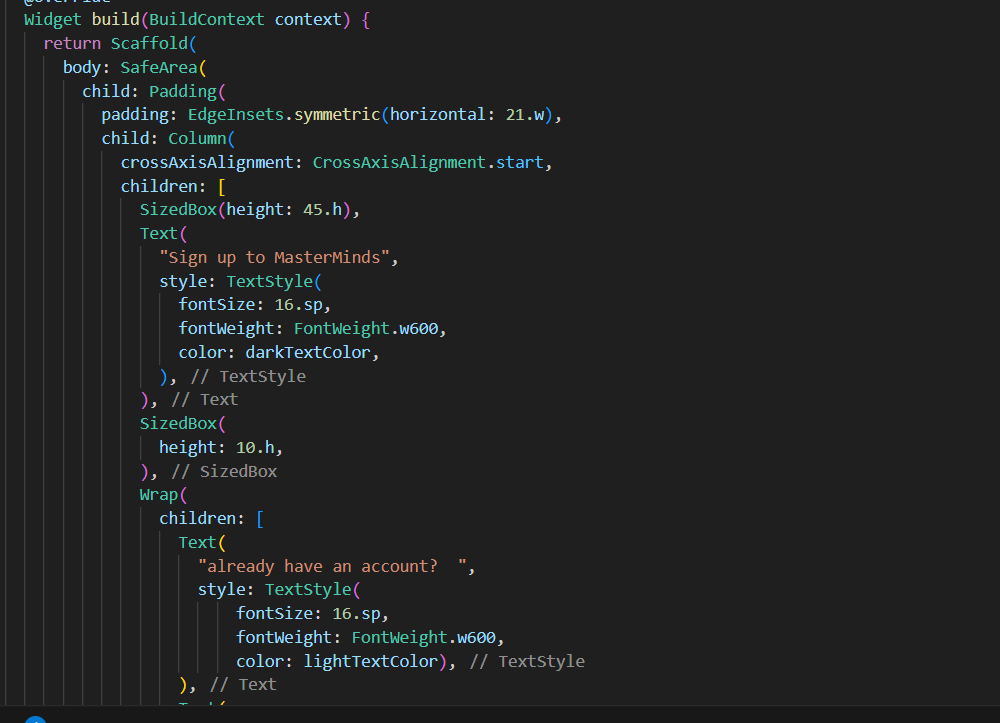 @override
Widget build(BuildContext context) {
return Scaffold(
body: SafeArea(
child: Padding(
padding: EdgeInsets.symmetric(horizontal: 21.w),
child: Column(
crossAxisAlignment: CrossAxisAlignment.start,
children: [
SizedBox(height: 45.h),
Text(
"Sign up to MasterMinds",
style: TextStyle(
fontSize: 16.sp,
fontWeight: FontWeight.w600,
color: darkTextColor,
), // TextStyle
), // Text
SizedBox(
height: 10.h,
), // SizedBox
Wrap(
children: [
Text(
"already have an account?  ",
style: TextStyle(
fontSize: 16.sp,
fontWeight: FontWeight.w600,
color: lightTextColor), // TextStyle
), // Text
Text(